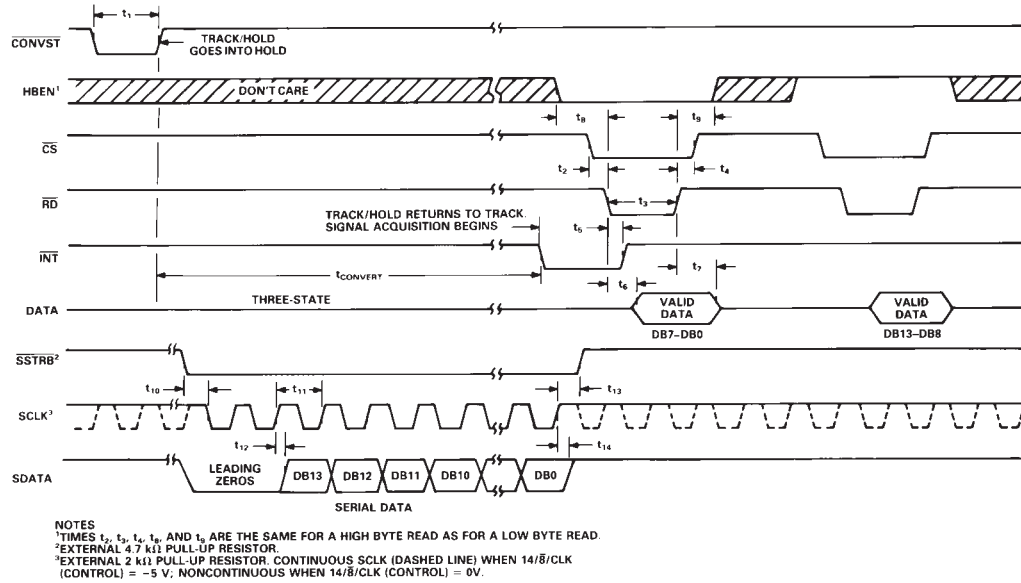 t1
CONVST
TRACK/HOLD
GOES INTO HOLD
HBEN1
DON'T CARE
t8
t9
CS
t2
t4
RD
t3
TRACK/HOLD RETURNS TO TRACK.
SIGNAL ACQUISITION BEGINS
t5
INT
tCONVERT
t7
t6
THREE-STATE
DATA
VALID
DATA
VALID
DATA
DB7–DB0
DB13–DB8
SSTRB2
t10
t11
t13
SCLK3
t12
t14
SDATA
LEADING
ZEROS
DB13
DB12
DB11
DB10
DB0
SERIAL DATA
NOTES
1TIMES t2, t3, t4, t8, AND t9 ARE THE SAME FOR A HIGH BYTE READ AS FOR A LOW BYTE READ.
2EXTERNAL 4.7 kΩ PULL-UP RESISTOR.
3EXTERNAL 2 kΩ PULL-UP RESISTOR. CONTINUOUS SCLK (DASHED LINE) WHEN 14/8/CLK
(CONTROL) = –5 V; NONCONTINUOUS WHEN 14/8/CLK (CONTROL) = 0V.